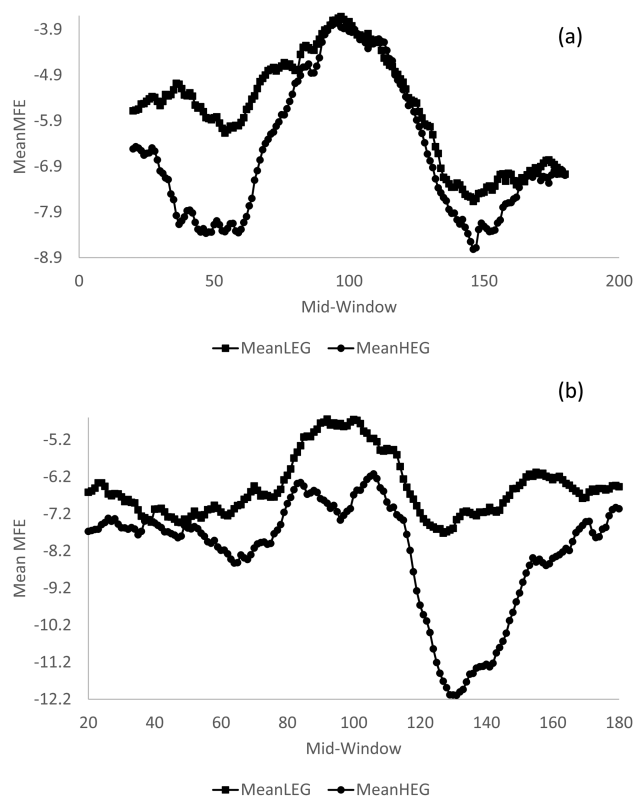 (a)
-3.9
-4.9
-5.9
-6.9
-7.9
-8.9
MeanMFE
0 50 100 150 200
Mid-Window
MeanLEG MeanHEG
(b)
-5.2
-6.2
-7.2
-8.2
-9.2
-10.2
-11.2
-12.2
Mean MFE
20 40 60 80 100 120 140 160 180
Mid-Window
MeanLEG MeanHEG